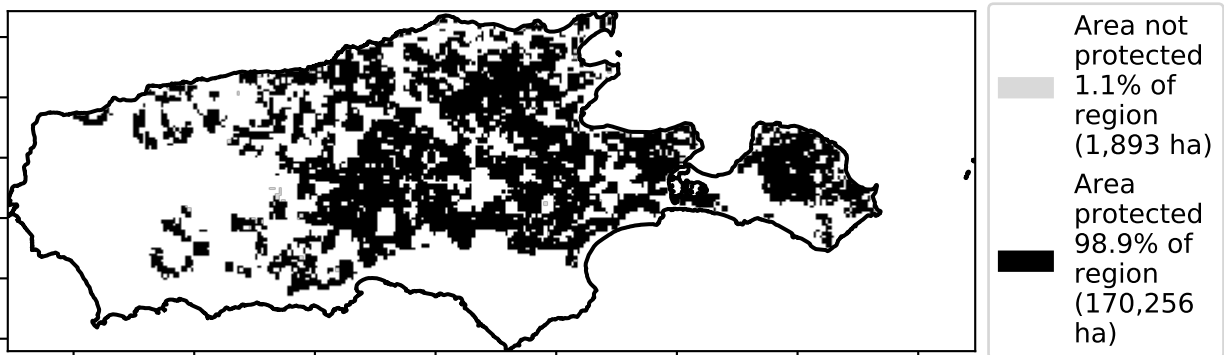 Area not
protected
1.1% of
region
(1,893 ha)
Area
protected
98.9% of
region
(170,256
ha)